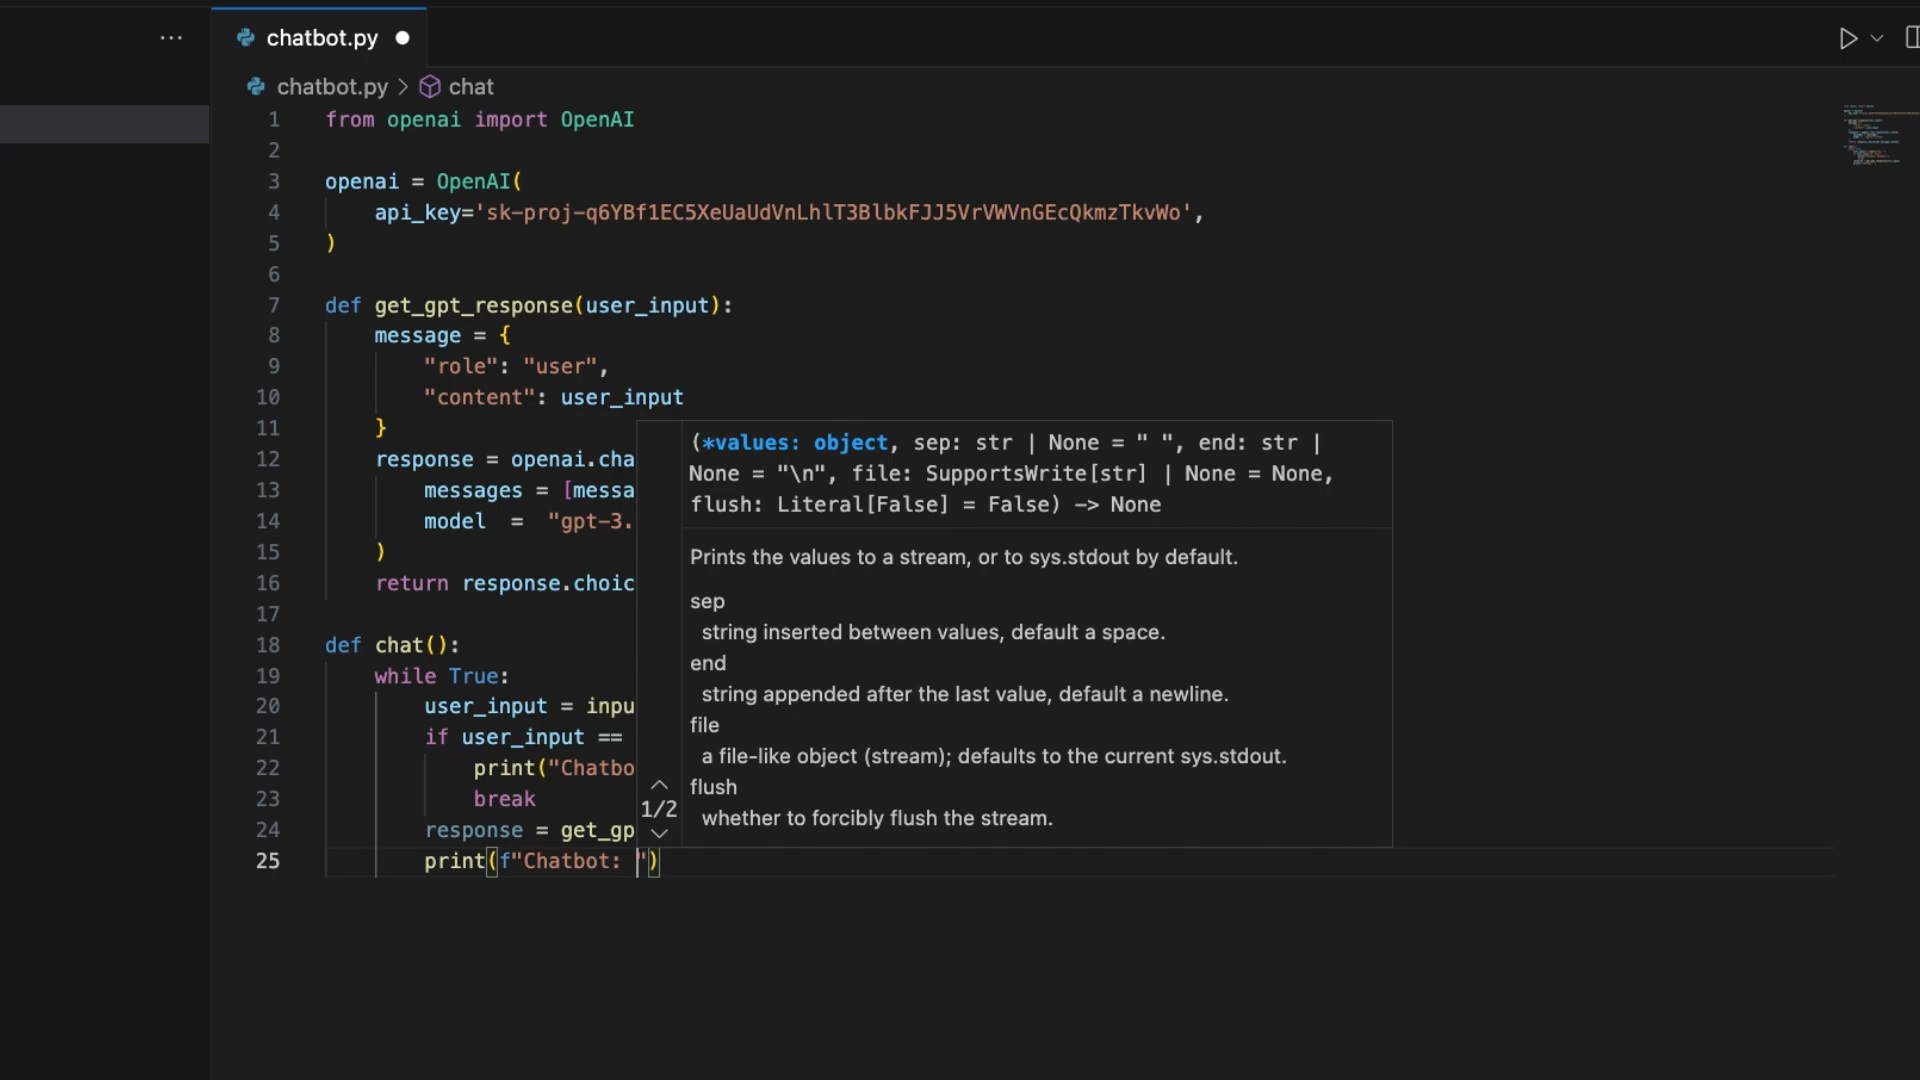 chatbot.py
chatbot.py > chat
1 from openai import OpenAI
2
3 openai = OpenAI(
4 api_key='sk-proj-q6YBf1EC5XeUaUdVnLhlT3BlbkFJJ5VrVWVnGEcQkmzTkvWo',
5 )
6
7 def get_gpt_response(user_input):
8 message = {
9 "role": "user",
10 "content": user_input
11 }
12 response = openai.cha
13 messages = [messa
14 model = "gpt-3.
15 )
16 return response.choic
17
18 def chat():
19 while True:
20 user_input = inpu
21 if user_input ==
22 print("Chatbo
23 break
24 response = get_gp
25 print(f"Chatbot: ")
(*values: object, sep: str | None = " ", end: str |
None = "\n", file: SupportsWrite[str] | None = None,
flush: Literal[False] = False) -> None
Prints the values to a stream, or to sys.stdout by default.
sep
string inserted between values, default a space.
end
string appended after the last value, default a newline.
file
a file-like object (stream); defaults to the current sys.stdout.
flush
whether to forcibly flush the stream.
1/2